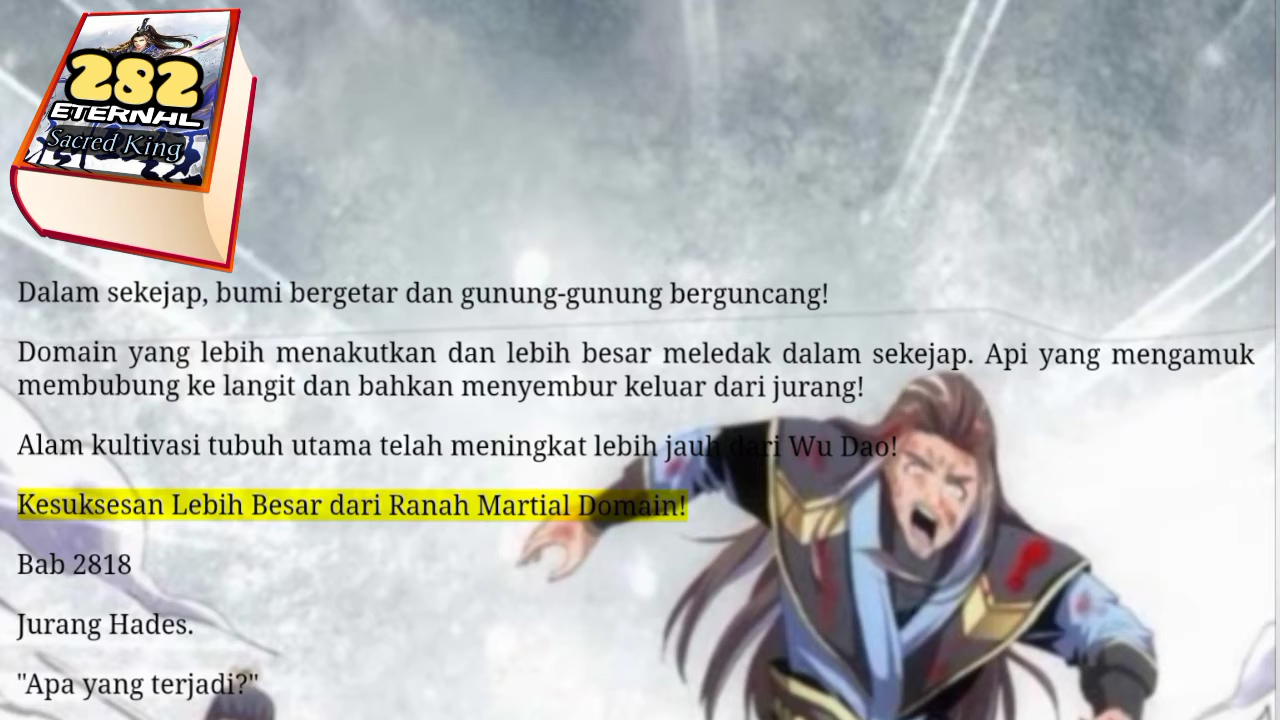 282
ETERNAL
Sacred King
Dalam sekejap, bumi bergetar dan gunung-gunung berguncang!
Domain yang lebih menakutkan dan lebih besar meledak dalam sekejap. Api yang mengamuk
membubung ke langit dan bahkan menyembur keluar dari jurang!
Alam kultivasi tubuh utama telah meningkat lebih jauh dari Wu Dao!
Kesuksesan Lebih Besar dari Ranah Martial Domain!
Bab 2818
Jurang Hades.
"Apa yang terjadi?"